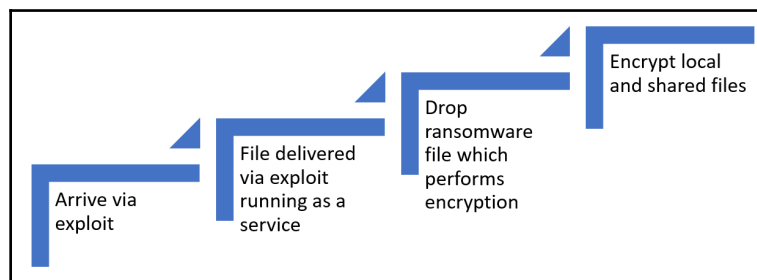 Arrive via
exploit
File delivered
via exploit
running as a
service
Drop
ransomware
file which
performs
encryption
Encrypt local
and shared files